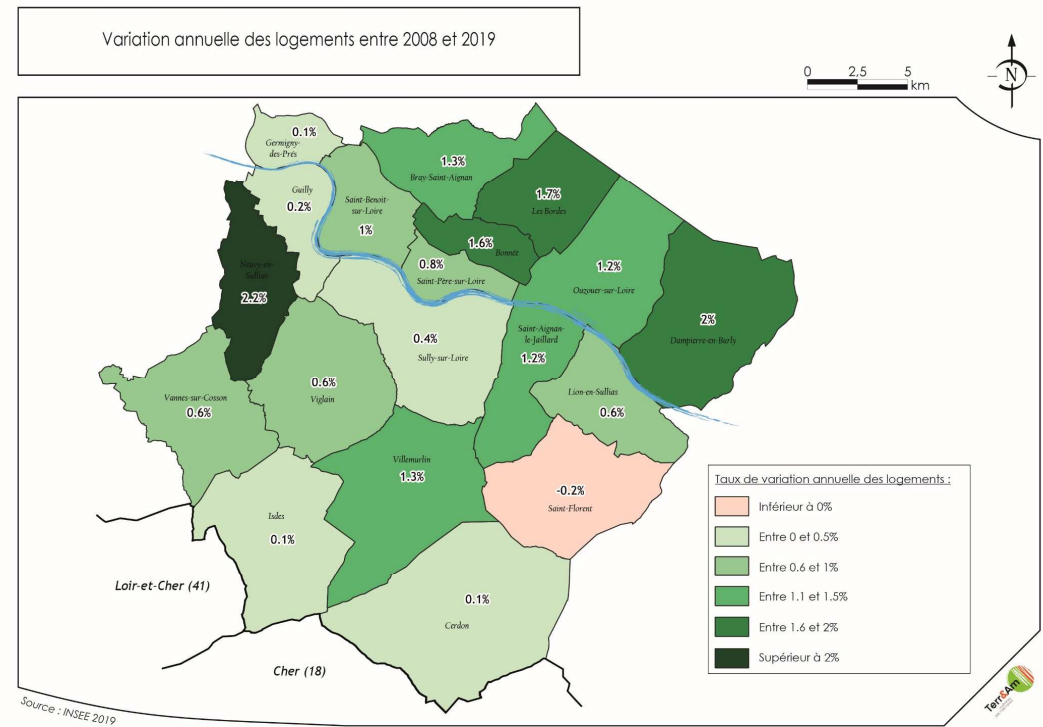 Variation annuelle des logements entre 2008 et 2019
0 2,5 5
km
N
0.1%
Germigny-
des-Prés
Guilly
0.2%
Saint-Benoit-
sur-Loire
1%
1.3%
Bray-Saint-Aignan
1.7%
Les Bordes
1.6%
Bonnée
0.8%
Saint-Père-sur-Loire
1.2%
Ouzouer-sur-Loire
2%
Dampierre-en-Burly
Neuvy-en-
Sullias
2.2%
0.4%
Sully-sur-Loire
Saint-Aignan-
le-Jaillard
1.2%
Lion-en-Sullias
0.6%
0.6%
Viglain
Vannes-sur-Cosson
0.6%
Villemurlin
1.3%
-0.2%
Saint-Florent
Isdes
0.1%
0.1%
Cerdon
Loir-et-Cher (41)
Cher (18)
Taux de variation annuelle des logements :
Inférieur à 0%
Entre 0 et 0.5%
Entre 0.6 et 1%
Entre 1.1 et 1.5%
Entre 1.6 et 2%
Supérieur à 2%
Source : INSEE 2019
Terr&Am